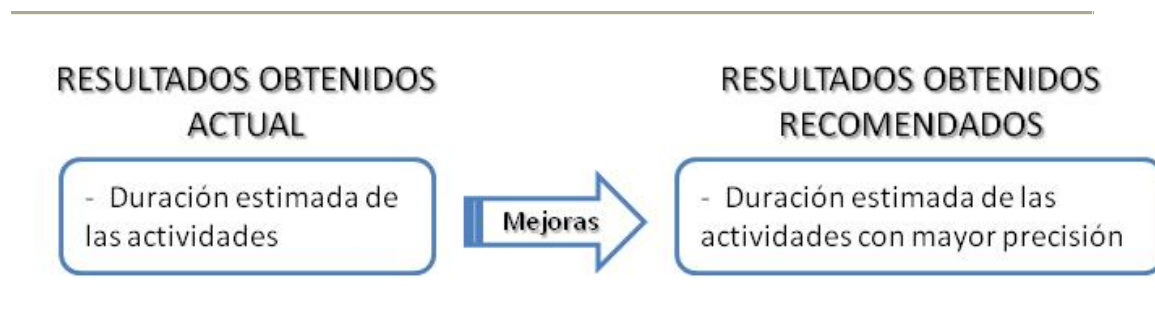 RESULTADOS OBTENIDOS
ACTUAL
- Duración estimada de
las actividades
Mejoras
RESULTADOS OBTENIDOS
RECOMENDADOS
- Duración estimada de las
actividades con mayor precisión